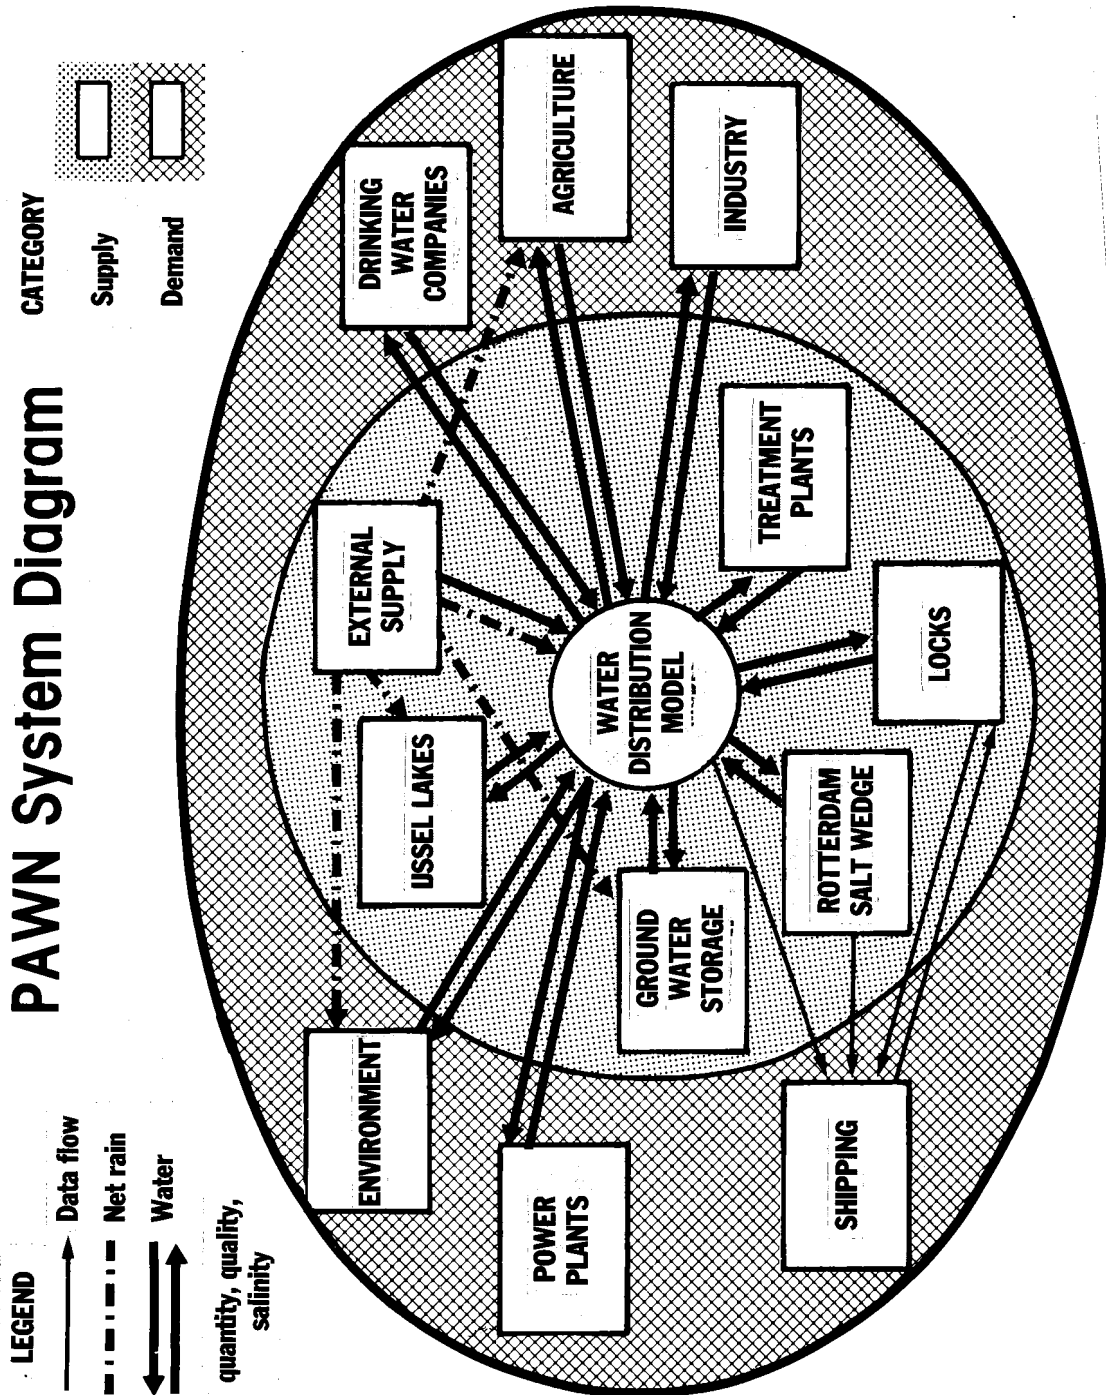 PAWN System Diagram
LEGEND
Data flow
Net rain
Water
quantity, quality,
salinity
CATEGORY
Supply
Demand
ENVIRONMENT
EXTERNAL
SUPPLY
DRINKING
WATER
COMPANIES
IJSSEL LAKES
POWER
PLANTS
AGRICULTURE
WATER
DISTRIBUTION
MODEL
GROUND
WATER
STORAGE
INDUSTRY
TREATMENT
PLANTS
SHIPPING
ROTTERDAM
SALT WEDGE
LOCKS